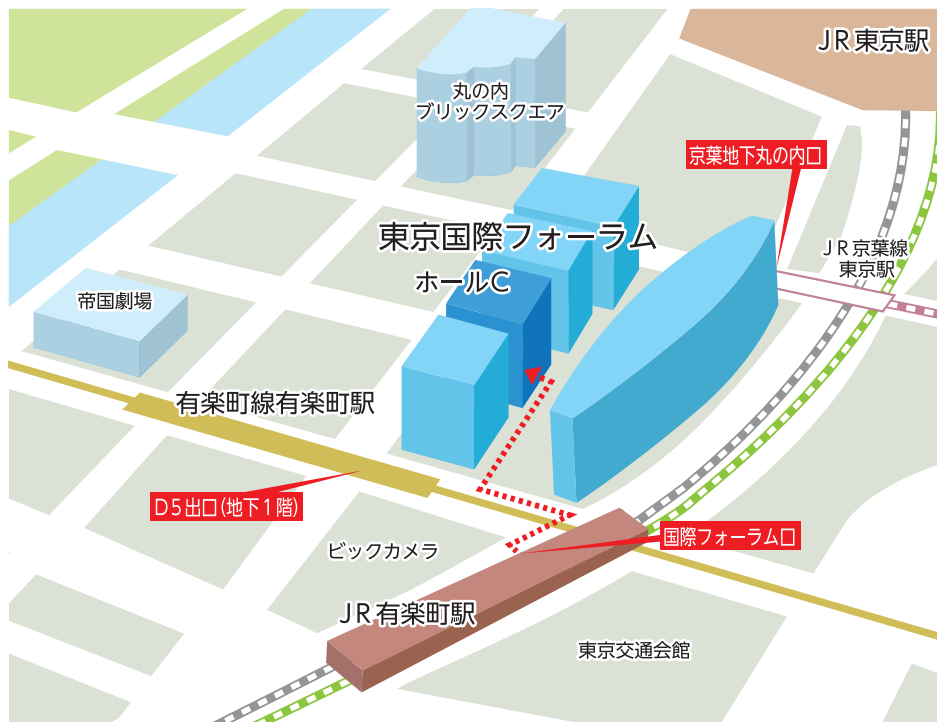 JR東京駅
丸の内
ブリックスクエア
京葉地下丸の内口
東京国際フォーラム
ホールC
JR京葉線
東京駅
帝国劇場
有楽町線有楽町駅
D5出口(地下1階)
国際フォーラム口
ビックカメラ
JR有楽町駅
東京交通会館